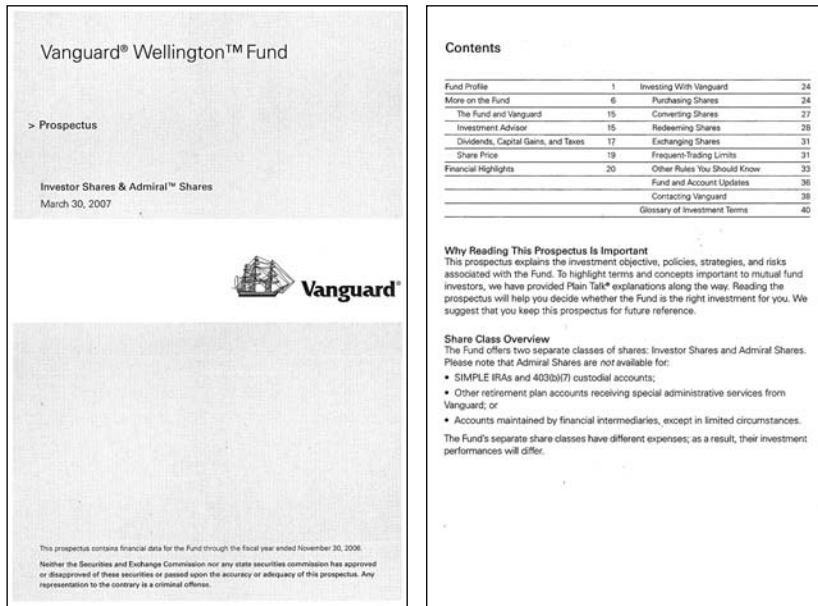 Vanguard® Wellington™ Fund
> Prospectus
Investor Shares & Admiral™ Shares
March 30, 2007
Vanguard®
This prospectus contains financial data for the Fund through the fiscal year ended November 30, 2006.
Neither the Securities and Exchange Commission nor any state securities commission has approved
or disapproved of these securities or passed upon the accuracy or adequacy of this prospectus. Any
representation to the contrary is a criminal offense.
Contents
Fund Profile 1 Investing With Vanguard 24
More on the Fund 6 Purchasing Shares 24
The Fund and Vanguard 15 Converting Shares 27
Investment Advisor 15 Redeeming Shares 28
Dividends, Capital Gains, and Taxes 17 Exchanging Shares 31
Share Price 19 Frequent-Trading Limits 31
Financial Highlights 20 Other Rules You Should Know 33
Fund and Account Updates 36
Contacting Vanguard 38
Glossary of Investment Terms 40
Why Reading This Prospectus Is Important
This prospectus explains the investment objective, policies, strategies, and risks
associated with the Fund. To highlight terms and concepts important to mutual fund
investors, we have provided Plain Talk® explanations along the way. Reading the
prospectus will help you decide whether the Fund is the right investment for you. We
suggest that you keep this prospectus for future reference.
Share Class Overview
The Fund offers two separate classes of shares: Investor Shares and Admiral Shares.
Please note that Admiral Shares are not available for:
• SIMPLE IRAs and 403(b)(7) custodial accounts;
• Other retirement plan accounts receiving special administrative services from
Vanguard; or
• Accounts maintained by financial intermediaries, except in limited circumstances.
The Fund's separate share classes have different expenses; as a result, their investment
performances will differ.